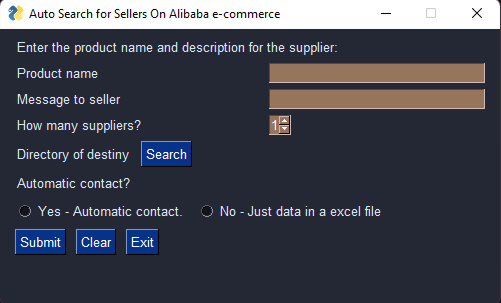 Auto Search for Sellers On Alibaba e-commerce
Enter the product name and description for the supplier:
Product name
Message to seller
How many suppliers? 1
Directory of destiny Search
Automatic contact?
Yes - Automatic contact. No - Just data in a excel file
Submit Clear Exit